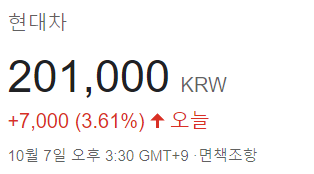 현대차
201,000 KRW
+7,000 (3.61%) ↑ 오늘
10월 7일 오후 3:30 GMT+9 ·면책조항